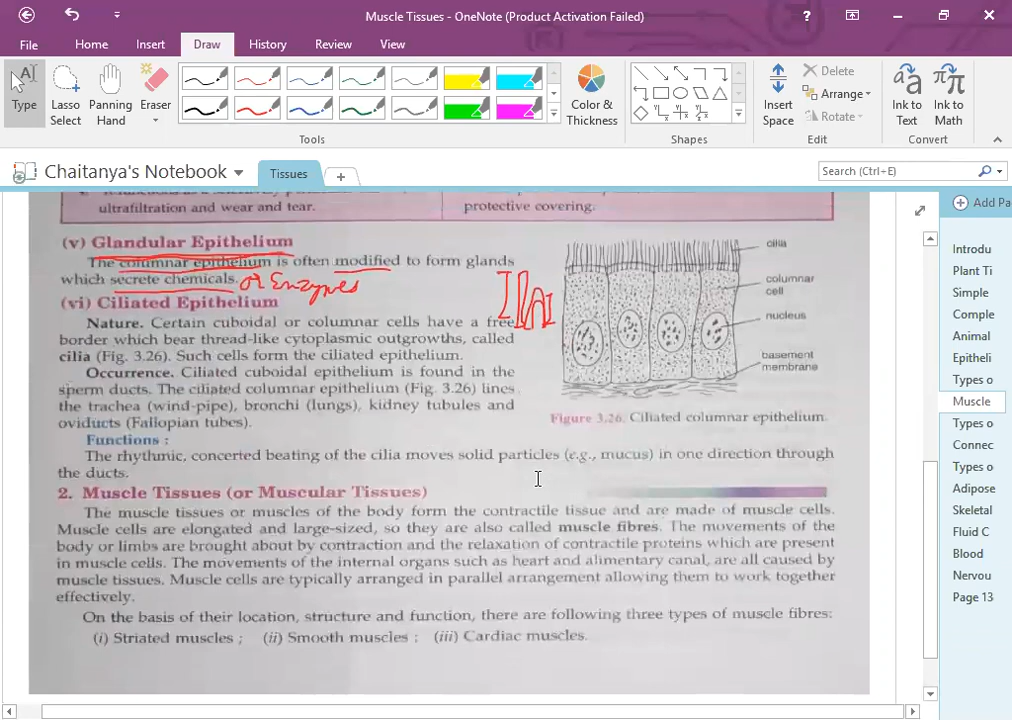 Muscle Tissues - OneNote (Product Activation Failed)
?
File
Home
Insert
Draw
History
Review
View
Type
Lasso Select
Panning Hand
Eraser
Color & Thickness
Insert Space
Delete
Arrange
Rotate
Ink to Text
Ink to Math
Tools
Shapes
Edit
Convert
Chaitanya's Notebook
Tissues
Search (Ctrl+E)
Add Pa
Introdu
Plant Ti
Simple
Comple
Animal
Epitheli
Types o
Muscle
Types o
Connec
Types o
Adipose
Skeletal
Fluid C
Blood
Nervou
Page 13
ultrafiltration and wear and tear.
protective covering.
(v) Glandular Epithelium
The columnar epithelium is often modified to form glands
which secrete chemicals. or Enzymes
(vi) Ciliated Epithelium
Nature. Certain cuboidal or columnar cells have a free
border which bear thread-like cytoplasmic outgrowths, called
cilia (Fig. 3.26). Such cells form the ciliated epithelium.
Occurrence. Ciliated cuboidal epithelium is found in the
sperm ducts. The ciliated columnar epithelium (Fig. 3.26) lines
the trachea (wind-pipe), bronchi (lungs), kidney tubules and
oviducts (Fallopian tubes).
cilia
columnar
cell
nucleus
basement
membrane
Figure 3.26. Ciliated columnar epithelium.
Functions :
The rhythmic, concerted beating of the cilia moves solid particles (e.g., mucus) in one direction through
the ducts.
2. Muscle Tissues (or Muscular Tissues)
The muscle tissues or muscles of the body form the contractile tissue and are made of muscle cells.
Muscle cells are elongated and large-sized, so they are also called muscle fibres. The movements of the
body or limbs are brought about by contraction and the relaxation of contractile proteins which are present
in muscle cells. The movements of the internal organs such as heart and alimentary canal, are all caused by
muscle tissues. Muscle cells are typically arranged in parallel arrangement allowing them to work together
effectively.
On the basis of their location, structure and function, there are following three types of muscle fibres:
(i) Striated muscles ; (ii) Smooth muscles ; (iii) Cardiac muscles.